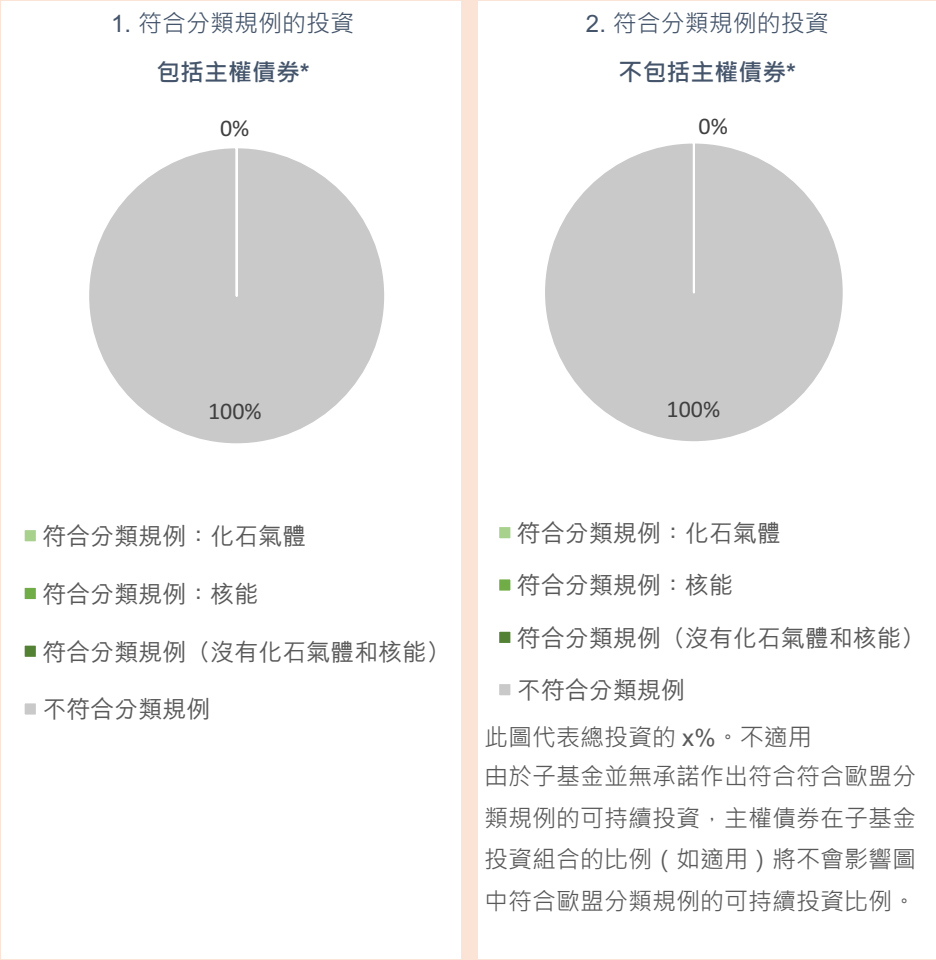 1. 符合分類規例的投資
包括主權債券*
0%
100%
符合分類規例：化石氣體
符合分類規例：核能
符合分類規例（沒有化石氣體和核能）
不符合分類規例
2. 符合分類規例的投資
不包括主權債券*
0%
100%
符合分類規例：化石氣體
符合分類規例：核能
符合分類規例（沒有化石氣體和核能）
不符合分類規例
此圖代表總投資的 x%。不適用
由於子基金並無承諾作出符合符合歐盟分
類規例的可持續投資，主權債券在子基金
投資組合的比例（如適用）將不會影響圖
中符合歐盟分類規例的可持續投資比例。